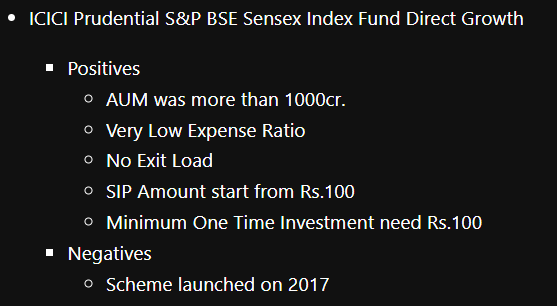 ICICI Prudential S&P BSE Sensex Index Fund Direct Growth
Positives
AUM was more than 1000cr.
Very Low Expense Ratio
No Exit Load
SIP Amount start from Rs.100
Minimum One Time Investment need Rs.100
Negatives
Scheme launched on 2017